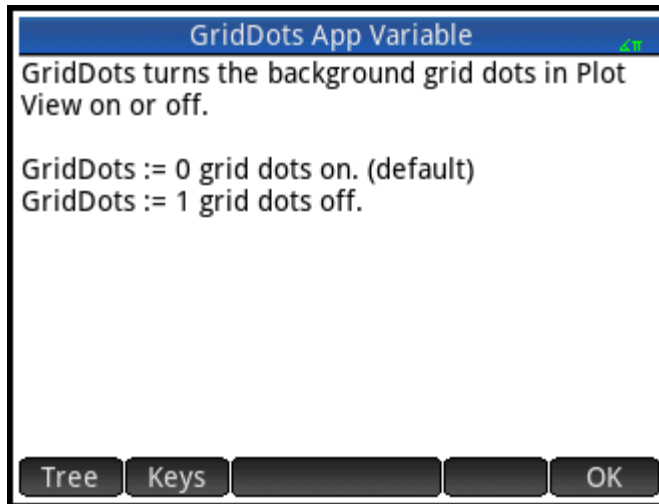 GridDots App Variable
∡π
GridDots turns the background grid dots in Plot
View on or off.
GridDots := 0 grid dots on. (default)
GridDots := 1 grid dots off.
Tree Keys OK